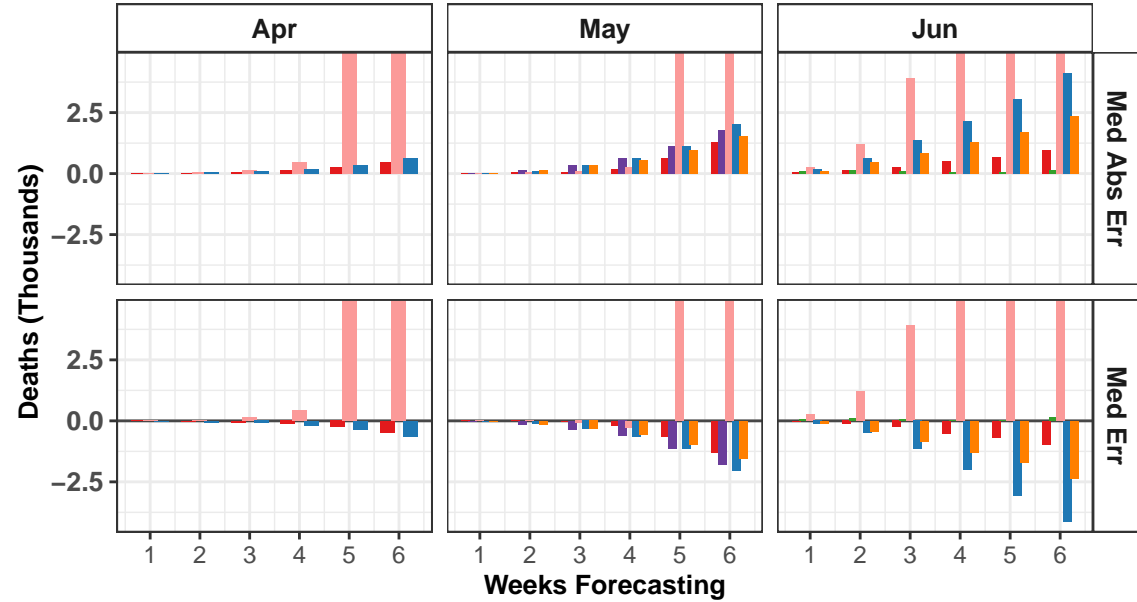 Apr May Jun
Deaths (Thousands)
2.5
0.0
−2.5
Med Abs Err
2.5
0.0
−2.5
Med Err
1 2 3 4 5 6 1 2 3 4 5 6 1 2 3 4 5 6
Weeks Forecasting